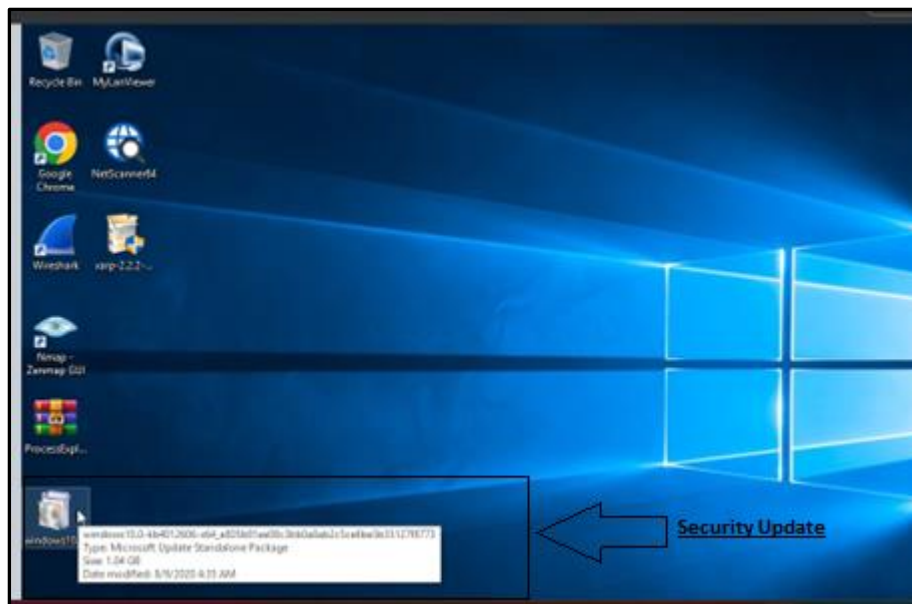 Recycle Bin
MyLanViewer
Google
Chrome
NetScanner64
Wireshark
xarp-2.2.2-...
Nmap -
Zenmap GUI
ProcessExpl...
windows10.
Type: Microsoft Update Standalone Package
Size: 1.04 GB
Date modified: 8/9/2020 4:35 AM
Security Update